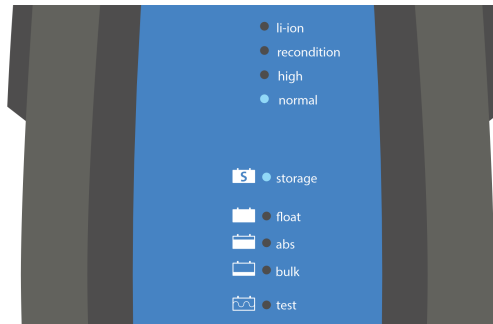 li-ion
recondition
high
normal
S storage
float
abs
bulk
test